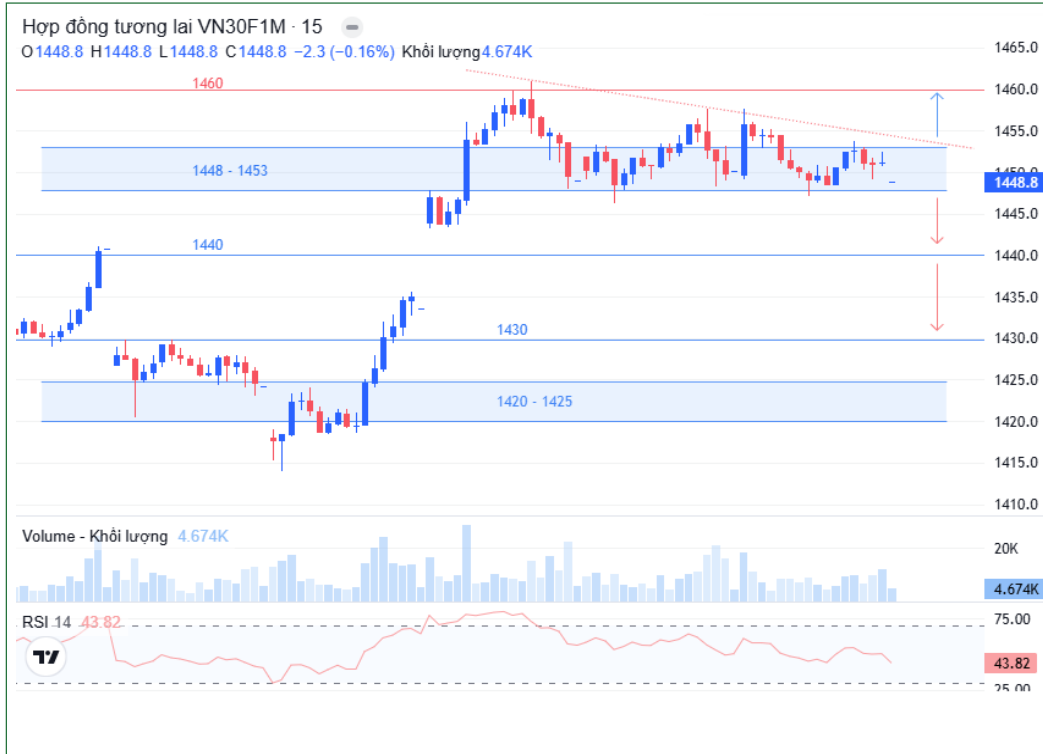 Hợp đồng tương lai VN30F1M · 15
O1448.8 H1448.8 L1448.8 C1448.8 −2.3 (−0.16%) Khối lượng4.674K
1465.0
1460
1460.0
1455.0
1448 - 1453
1450.0
1448.8
1445.0
1440
1440.0
1435.0
1430
1430.0
1425.0
1420 - 1425
1420.0
1415.0
1410.0
Volume - Khối lượng 4.674K
20K
4.674K
RSI 14 43.82
75.00
43.82
25.00